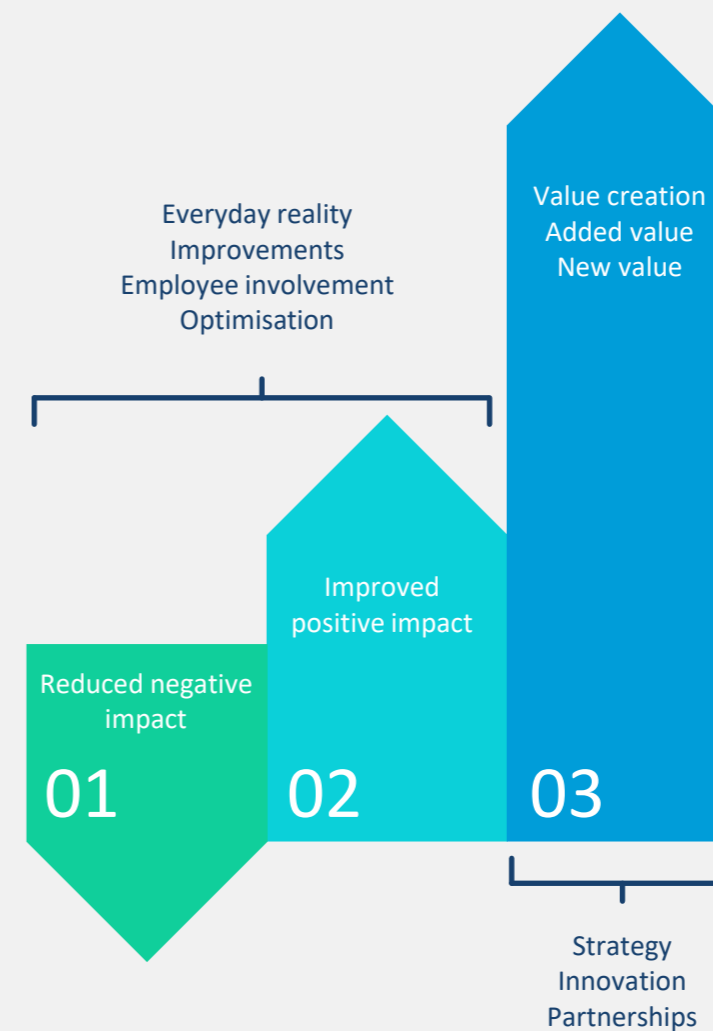 Everyday reality
Improvements
Employee involvement
Optimisation
Value creation
Added value
New value
Improved
positive impact
Reduced negative
impact
01
02
03
Strategy
Innovation
Partnerships